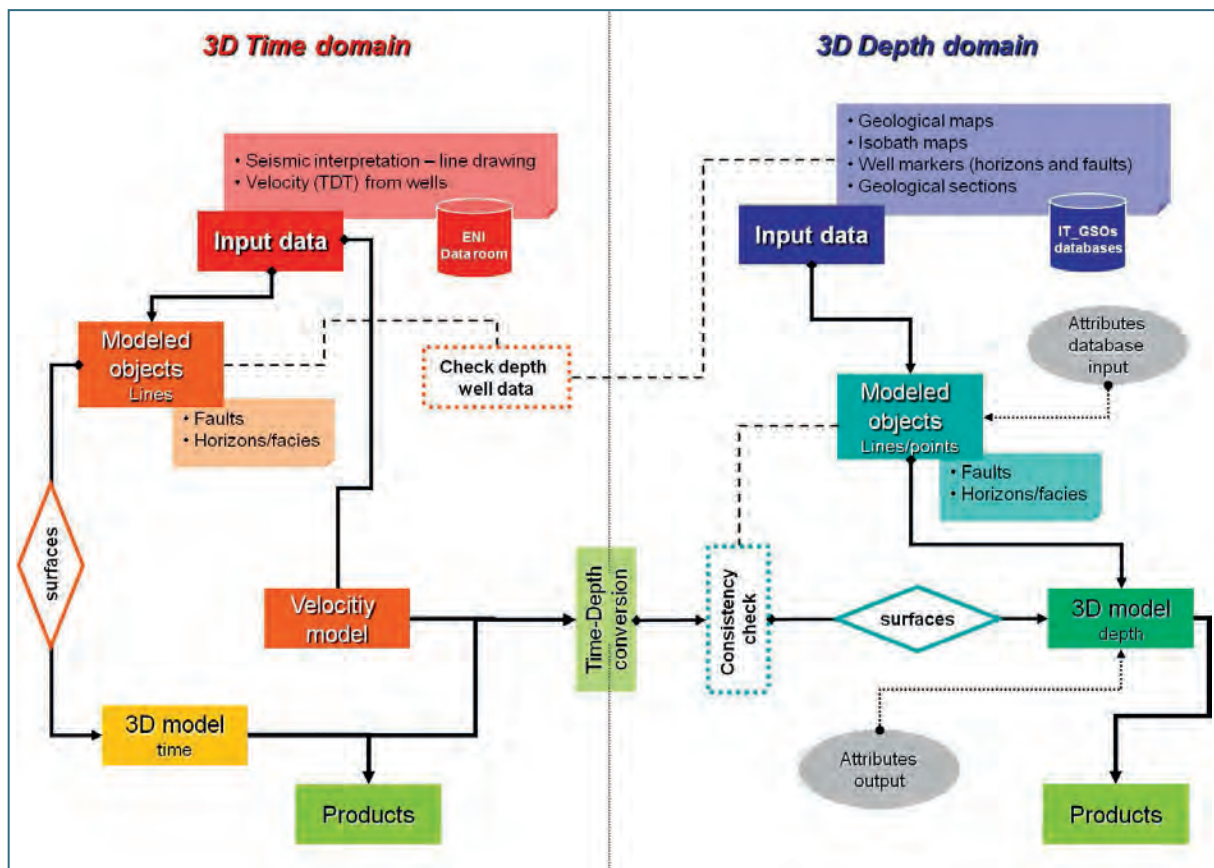 3D Time domain
3D Depth domain
• Seismic interpretation – line drawing
• Velocity (TDT) from wells
Input data
ENI
Data room
• Geological maps
• Isobath maps
• Well markers (horizons and faults)
• Geological sections
Input data
IT_GSOs
databases
Modeled
objects
Lines
• Faults
• Horizons/facies
Check depth
well data
Attributes
database
input
Modeled
objects
Lines/points
• Faults
• Horizons/facies
surfaces
Velocitiy
model
Time-Depth
conversion
Consistency
check
surfaces
3D model
depth
3D model
time
Products
Attributes
output
Products